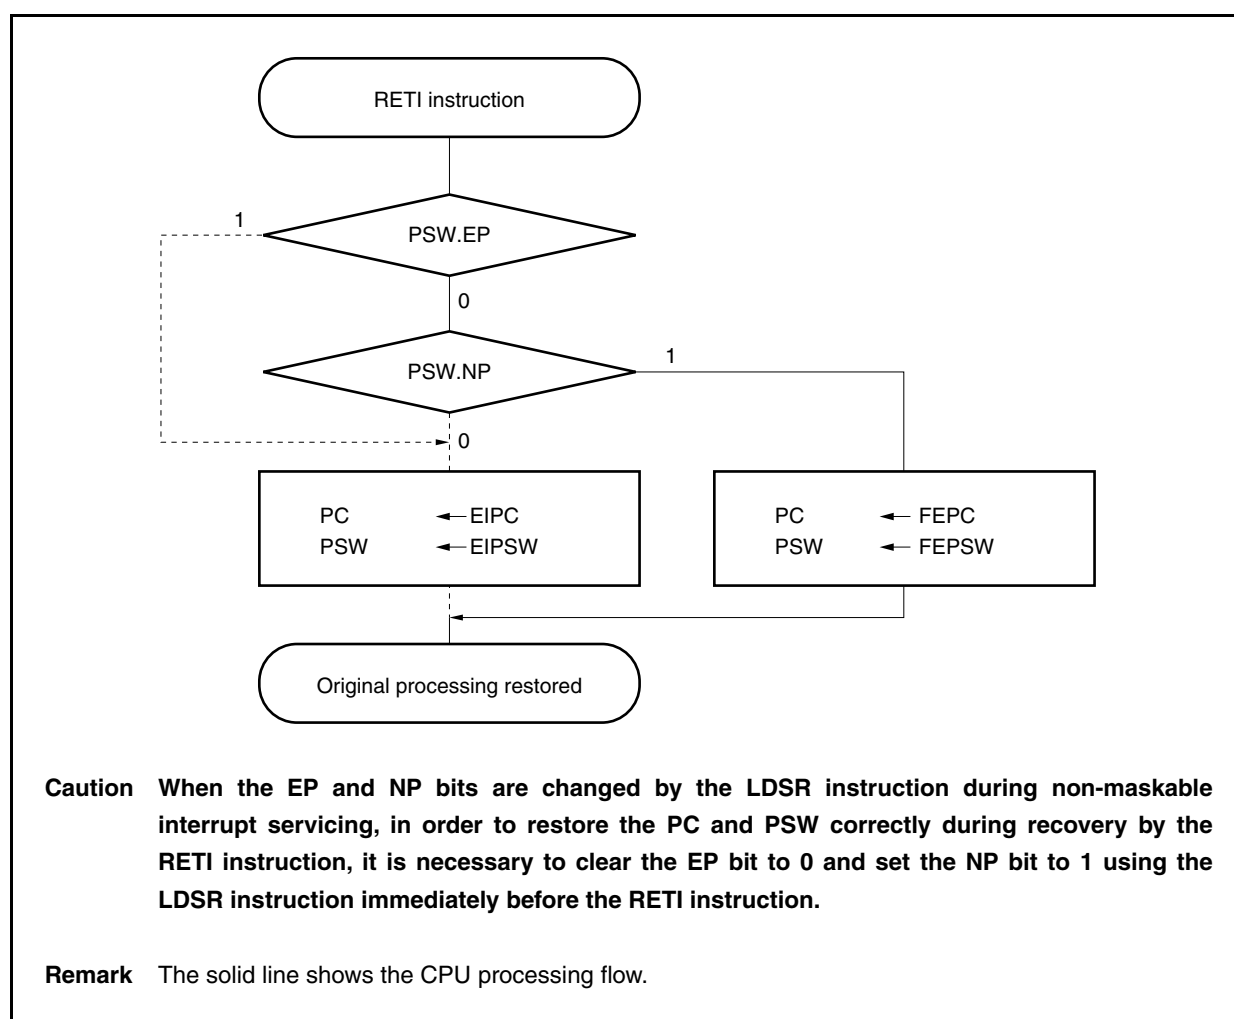 RETI instruction
1
PSW.EP
0
PSW.NP
1
0
PC ← EIPC
PSW ← EIPSW
PC ← FEPC
PSW ← FEPSW
Original processing restored
Caution When the EP and NP bits are changed by the LDSR instruction during non-maskable
interrupt servicing, in order to restore the PC and PSW correctly during recovery by the
RETI instruction, it is necessary to clear the EP bit to 0 and set the NP bit to 1 using the
LDSR instruction immediately before the RETI instruction.
Remark The solid line shows the CPU processing flow.